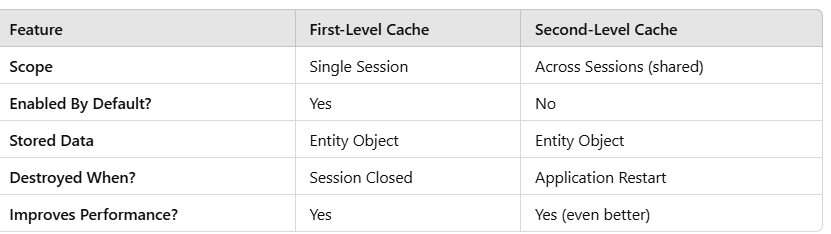 Feature First-Level Cache Second-Level Cache
Scope Single Session Across Sessions (shared)
Enabled By Default? Yes No
Stored Data Entity Object Entity Object
Destroyed When? Session Closed Application Restart
Improves Performance? Yes Yes (even better)